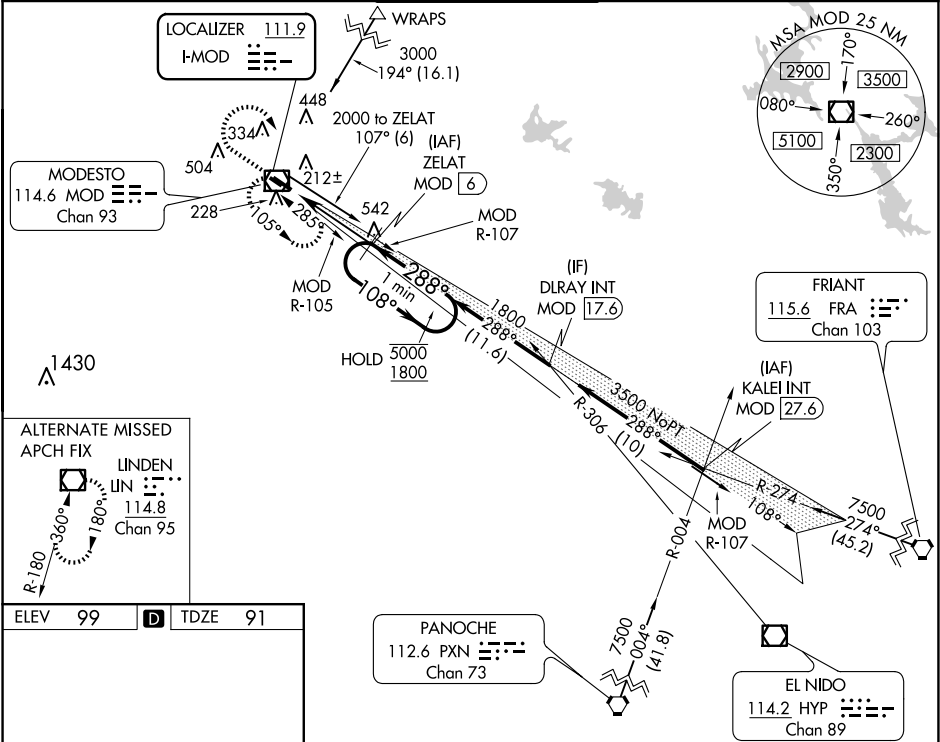 LOCALIZER 111.9
I-MOD
WRAPS
3000
194° (16.1)
MSA MOD 25 NM
2900
170°
3500
080°
260°
5100
350°
2300
448
334
504
2000 to ZELAT
107° (6)
(IAF)
ZELAT
MOD 6
MODESTO
114.6 MOD
Chan 93
212±
228
105°
285°
542
MOD
R-107
MOD
R-105
288°
1 min
108°
HOLD 5000
1800
1800
288°
(11.6)
(IF)
DLRAY INT
MOD 17.6
FRIANT
115.6 FRA
Chan 103
(IAF)
KALEI INT
MOD 27.6
3500 NoPT
288°
(10)
R-306
R-274
108°
MOD
R-107
7500
274°
(45.2)
R-004
1430
ALTERNATE MISSED
APCH FIX
LINDEN
LIN
114.8
Chan 95
360°
180°
R-180
ELEV 99 D TDZE 91
PANOCHE
112.6 PXN
Chan 73
7500
004°
(41.8)
EL NIDO
114.2 HYP
Chan 89